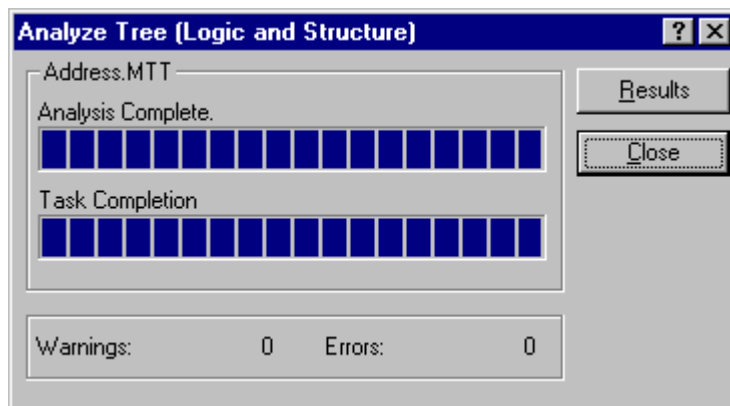 Analyze Tree (Logic and Structure)
Address.MTT
Analysis Complete.
Task Completion
Warnings: 0 Errors: 0
Results
Close